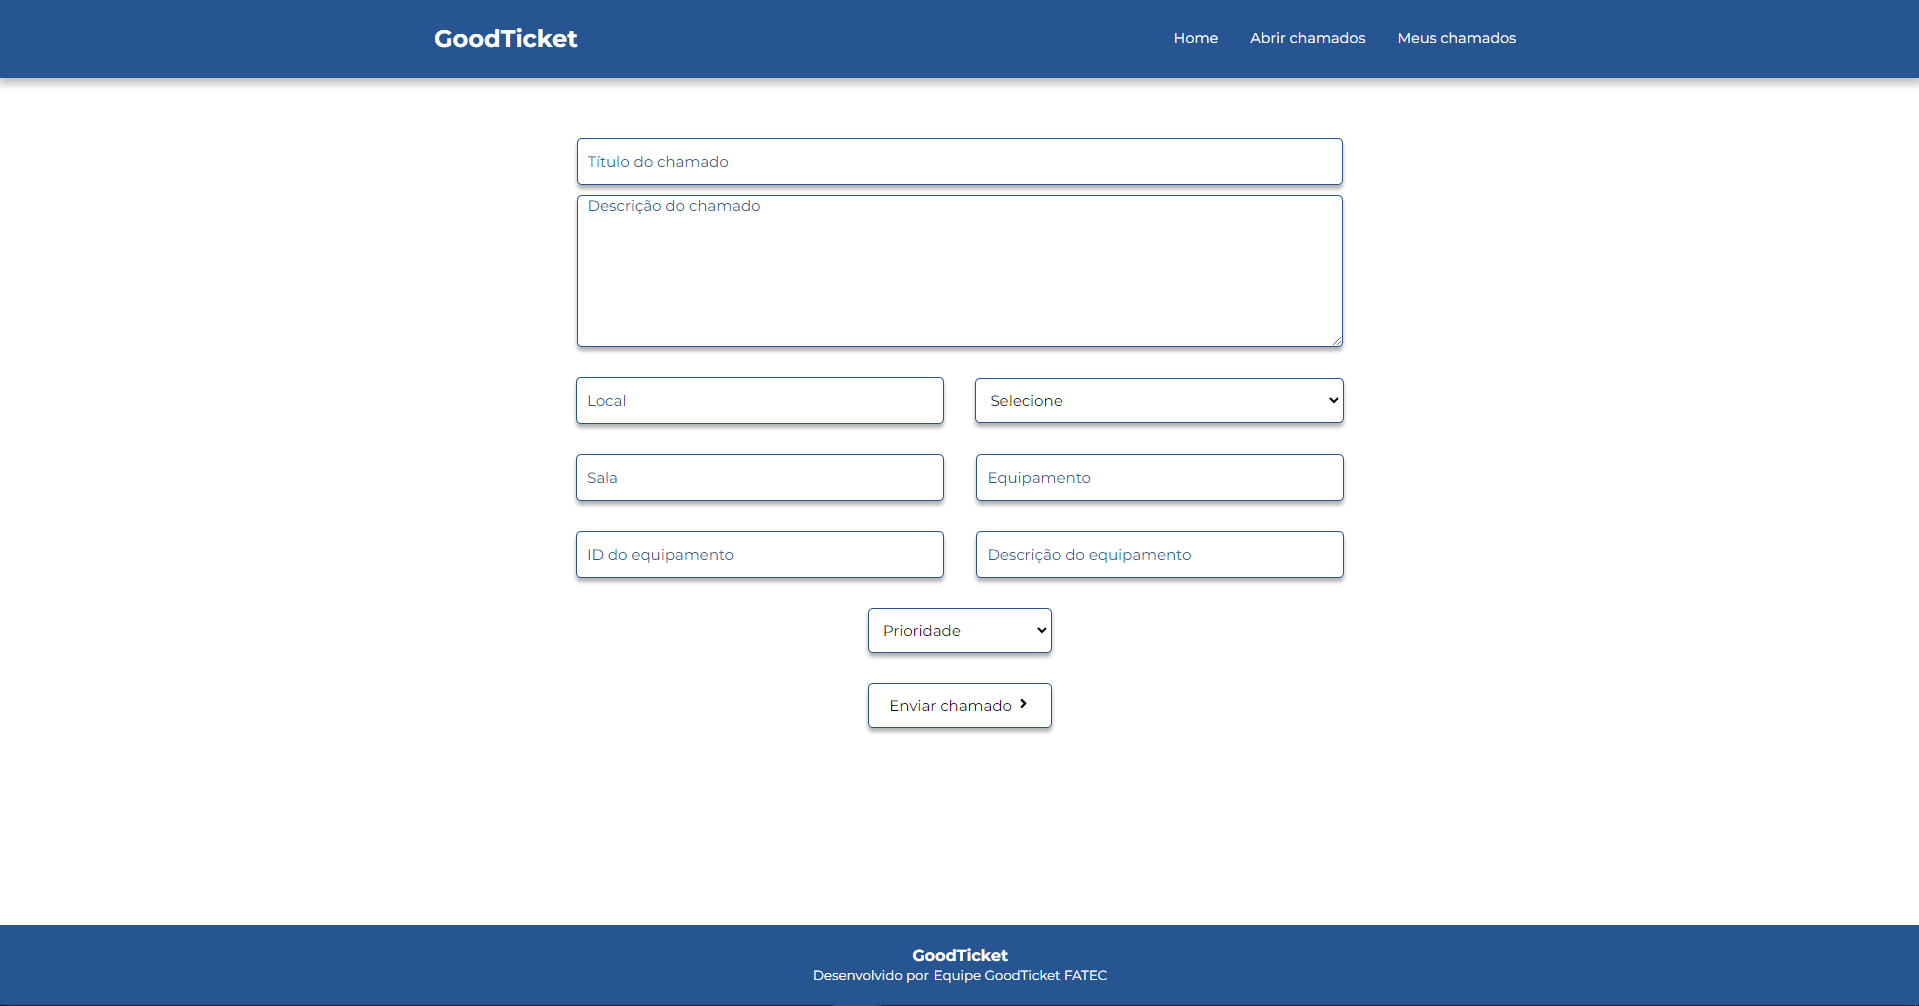 GoodTicket
Home Abrir chamados Meus chamados
Título do chamado
Descrição do chamado
Local
Selecione
Sala
Equipamento
ID do equipamento
Descrição do equipamento
Prioridade
Enviar chamado
GoodTicket
Desenvolvido por Equipe GoodTicket FATEC